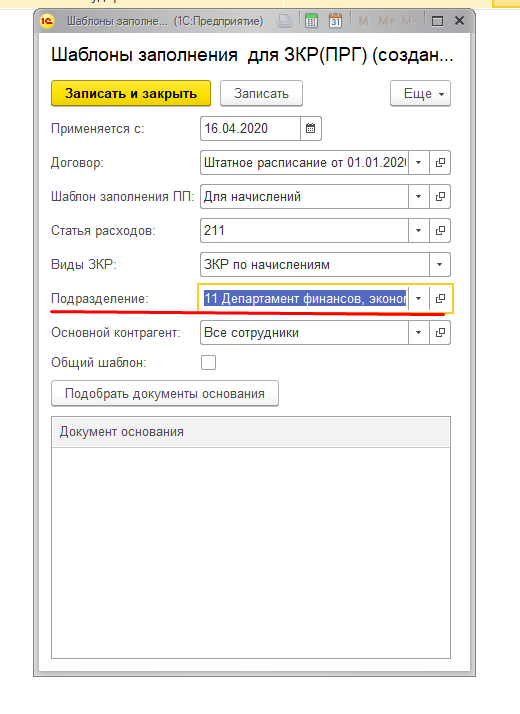 Шаблоны заполне... (1С:Предприятие)
M M+ M-
Шаблоны заполнения для ЗКР(ПРГ) (создан...
Записать и закрыть Записать Еще
Применяется с: 16.04.2020
Договор: Штатное расписание от 01.01.202
Шаблон заполнения ПП: Для начислений
Статья расходов: 211
Виды ЗКР: ЗКР по начислениям
Подразделение: 11 Департамент финансов, эконо
Основной контрагент: Все сотрудники
Общий шаблон:
Подобрать документы основания
Документ основания